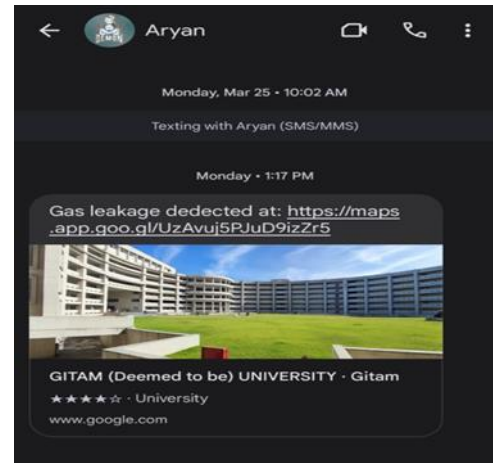 Aryan
Monday, Mar 25 • 10:02 AM
Texting with Aryan (SMS/MMS)
Monday • 1:17 PM
Gas leakage dedected at: https://maps
.app.goo.gl/UzAvuj5PJuD9izZr5
GITAM (Deemed to be) UNIVERSITY · Gitam
★★★★☆ · University
www.google.com